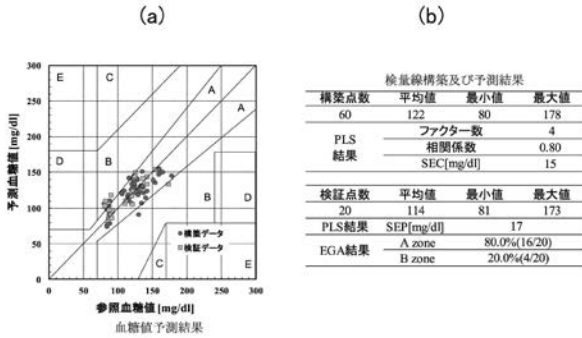 (a)
300
250
200
150
100
50
0
予測血糖値 [mg/dl]
E
C
A
A
D
B
B
D
C
E
構築データ
検証データ
0 50 100 150 200 250 300
参照血糖値 [mg/dl]
血糖値予測結果
(b)
検量線構築及び予測結果
構築点数 平均値 最小値 最大値
60 122 80 178
PLS結果 ファクター数 4
相関係数 0.80
SEC[mg/dl] 15
検証点数 平均値 最小値 最大値
20 114 81 173
PLS結果 SEP[mg/dl] 17
EGA結果 A zone 80.0%(16/20)
B zone 20.0%(4/20)